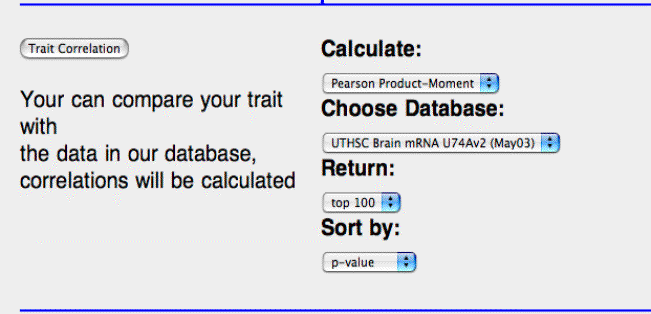 Trait Correlation
Your can compare your trait
with
the data in our database,
correlations will be calculated
Calculate:
Pearson Product-Moment
Choose Database:
UTHSC Brain mRNA U74Av2 (May03)
Return:
top 100
Sort by:
p-value